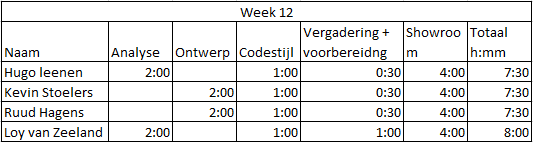 Week 12
Naam Analyse Ontwerp Codestijl Vergadering + voorbereidng Showroo m Totaal h:mm
Hugo leenen 2:00 1:00 0:30 4:00 7:30
Kevin Stoelers 2:00 1:00 0:30 4:00 7:30
Ruud Hagens 2:00 1:00 0:30 4:00 7:30
Loy van Zeeland 2:00 1:00 1:00 4:00 8:00